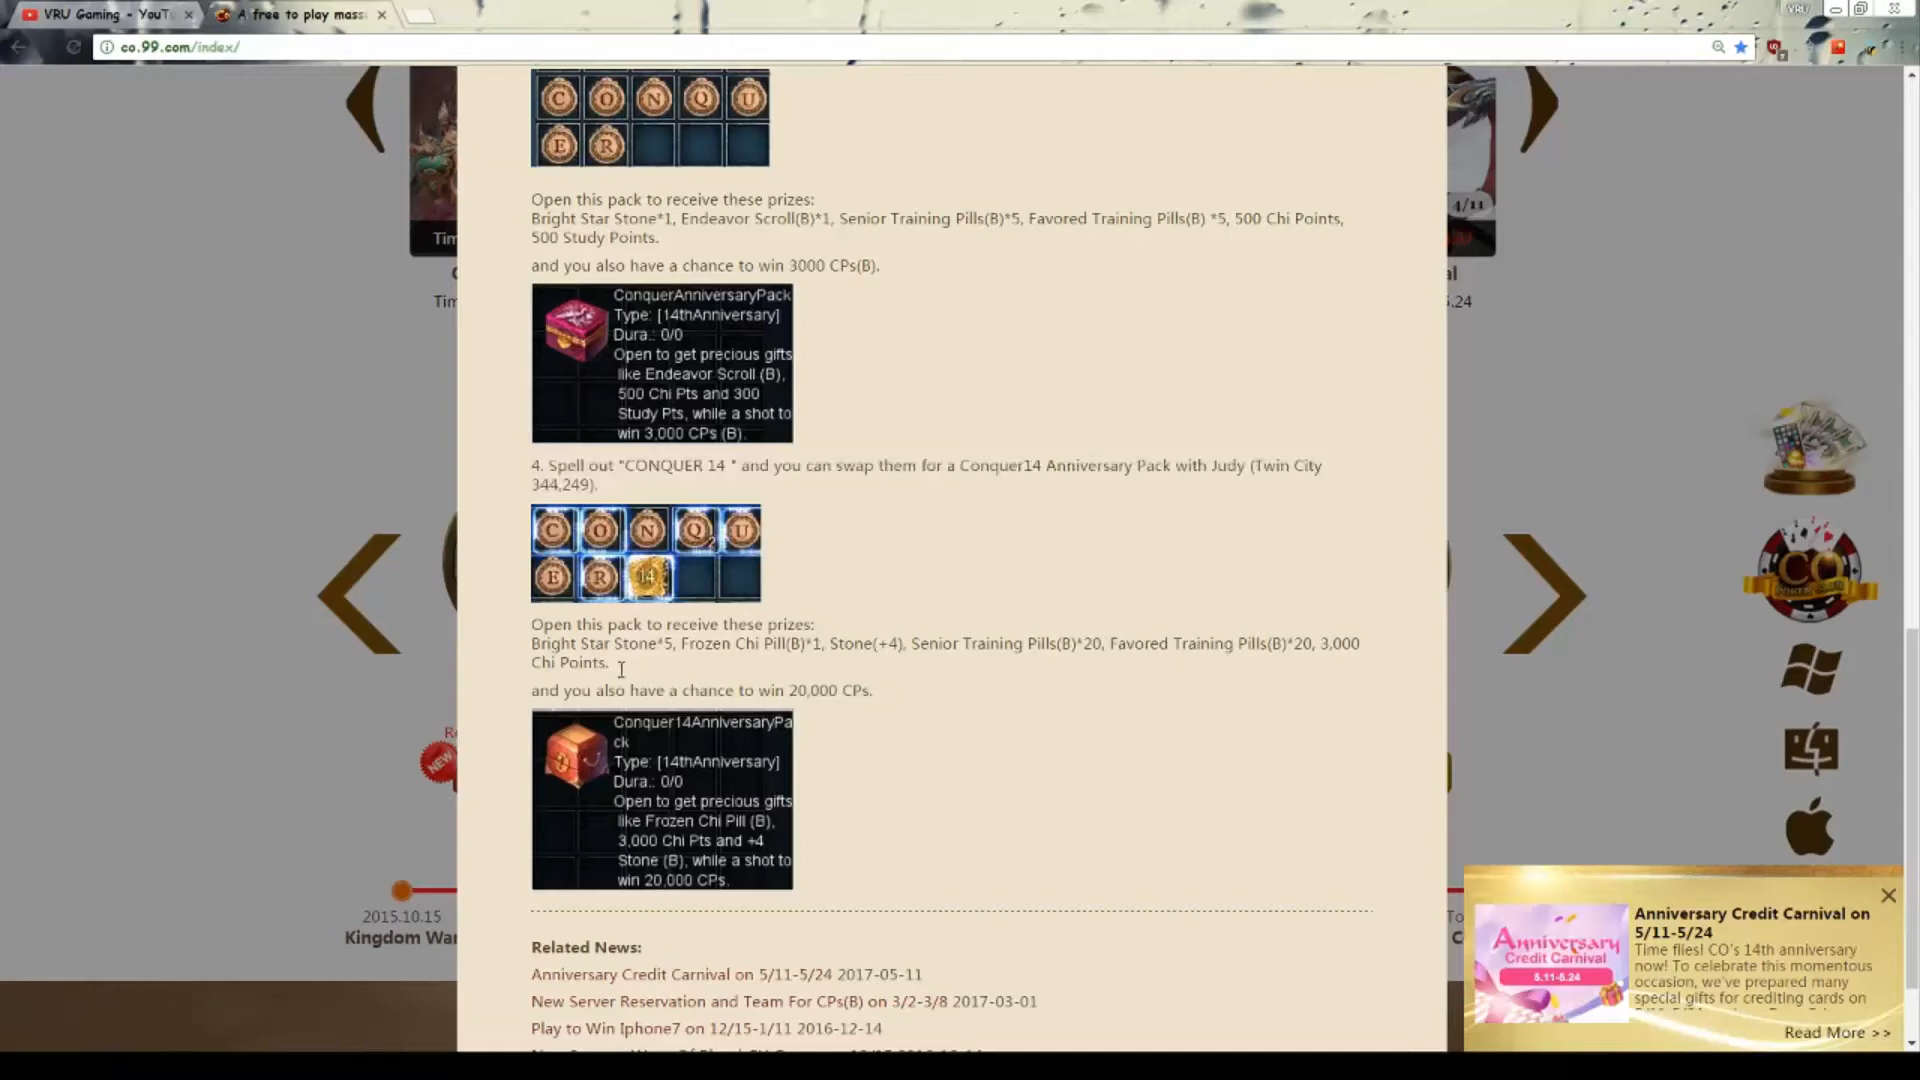 VRU Gaming - YouT
A free to play mass
VRU
co.99.com/index/
C O N Q U
E R
Open this pack to receive these prizes:
Bright Star Stone*1, Endeavor Scroll(B)*1, Senior Training Pills(B)*5, Favored Training Pills(B) *5, 500 Chi Points,
500 Study Points.
and you also have a chance to win 3000 CPs(B).
ConquerAnniversaryPack
Type: [14thAnniversary]
Dura.: 0/0
Open to get precious gifts
like Endeavor Scroll (B),
500 Chi Pts and 300
Study Pts, while a shot to
win 3,000 CPs (B).
4. Spell out "CONQUER 14 " and you can swap them for a Conquer14 Anniversary Pack with Judy (Twin City
344,249).
C O N Q 2 U
E R 14
Open this pack to receive these prizes:
Bright Star Stone*5, Frozen Chi Pill(B)*1, Stone(+4), Senior Training Pills(B)*20, Favored Training Pills(B)*20, 3,000
Chi Points.
and you also have a chance to win 20,000 CPs.
Conquer14AnniversaryPa
ck
Type: [14thAnniversary]
Dura.: 0/0
Open to get precious gifts
like Frozen Chi Pill (B),
3,000 Chi Pts and +4
Stone (B), while a shot to
win 20,000 CPs.
Related News:
Anniversary Credit Carnival on 5/11-5/24 2017-05-11
New Server Reservation and Team For CPs(B) on 3/2-3/8 2017-03-01
Play to Win Iphone7 on 12/15-1/11 2016-12-14
Tim
Tim
4/11
al
5.24
Re
NEW
2015.10.15
Kingdom War
To
C
CO
Anniversary
Credit Carnival
5.11-5.24
Anniversary Credit Carnival on
5/11-5/24
Time flies! CO's 14th anniversary
now! To celebrate this momentous
occasion, we've prepared many
special gifts for crediting cards on
Read More >>